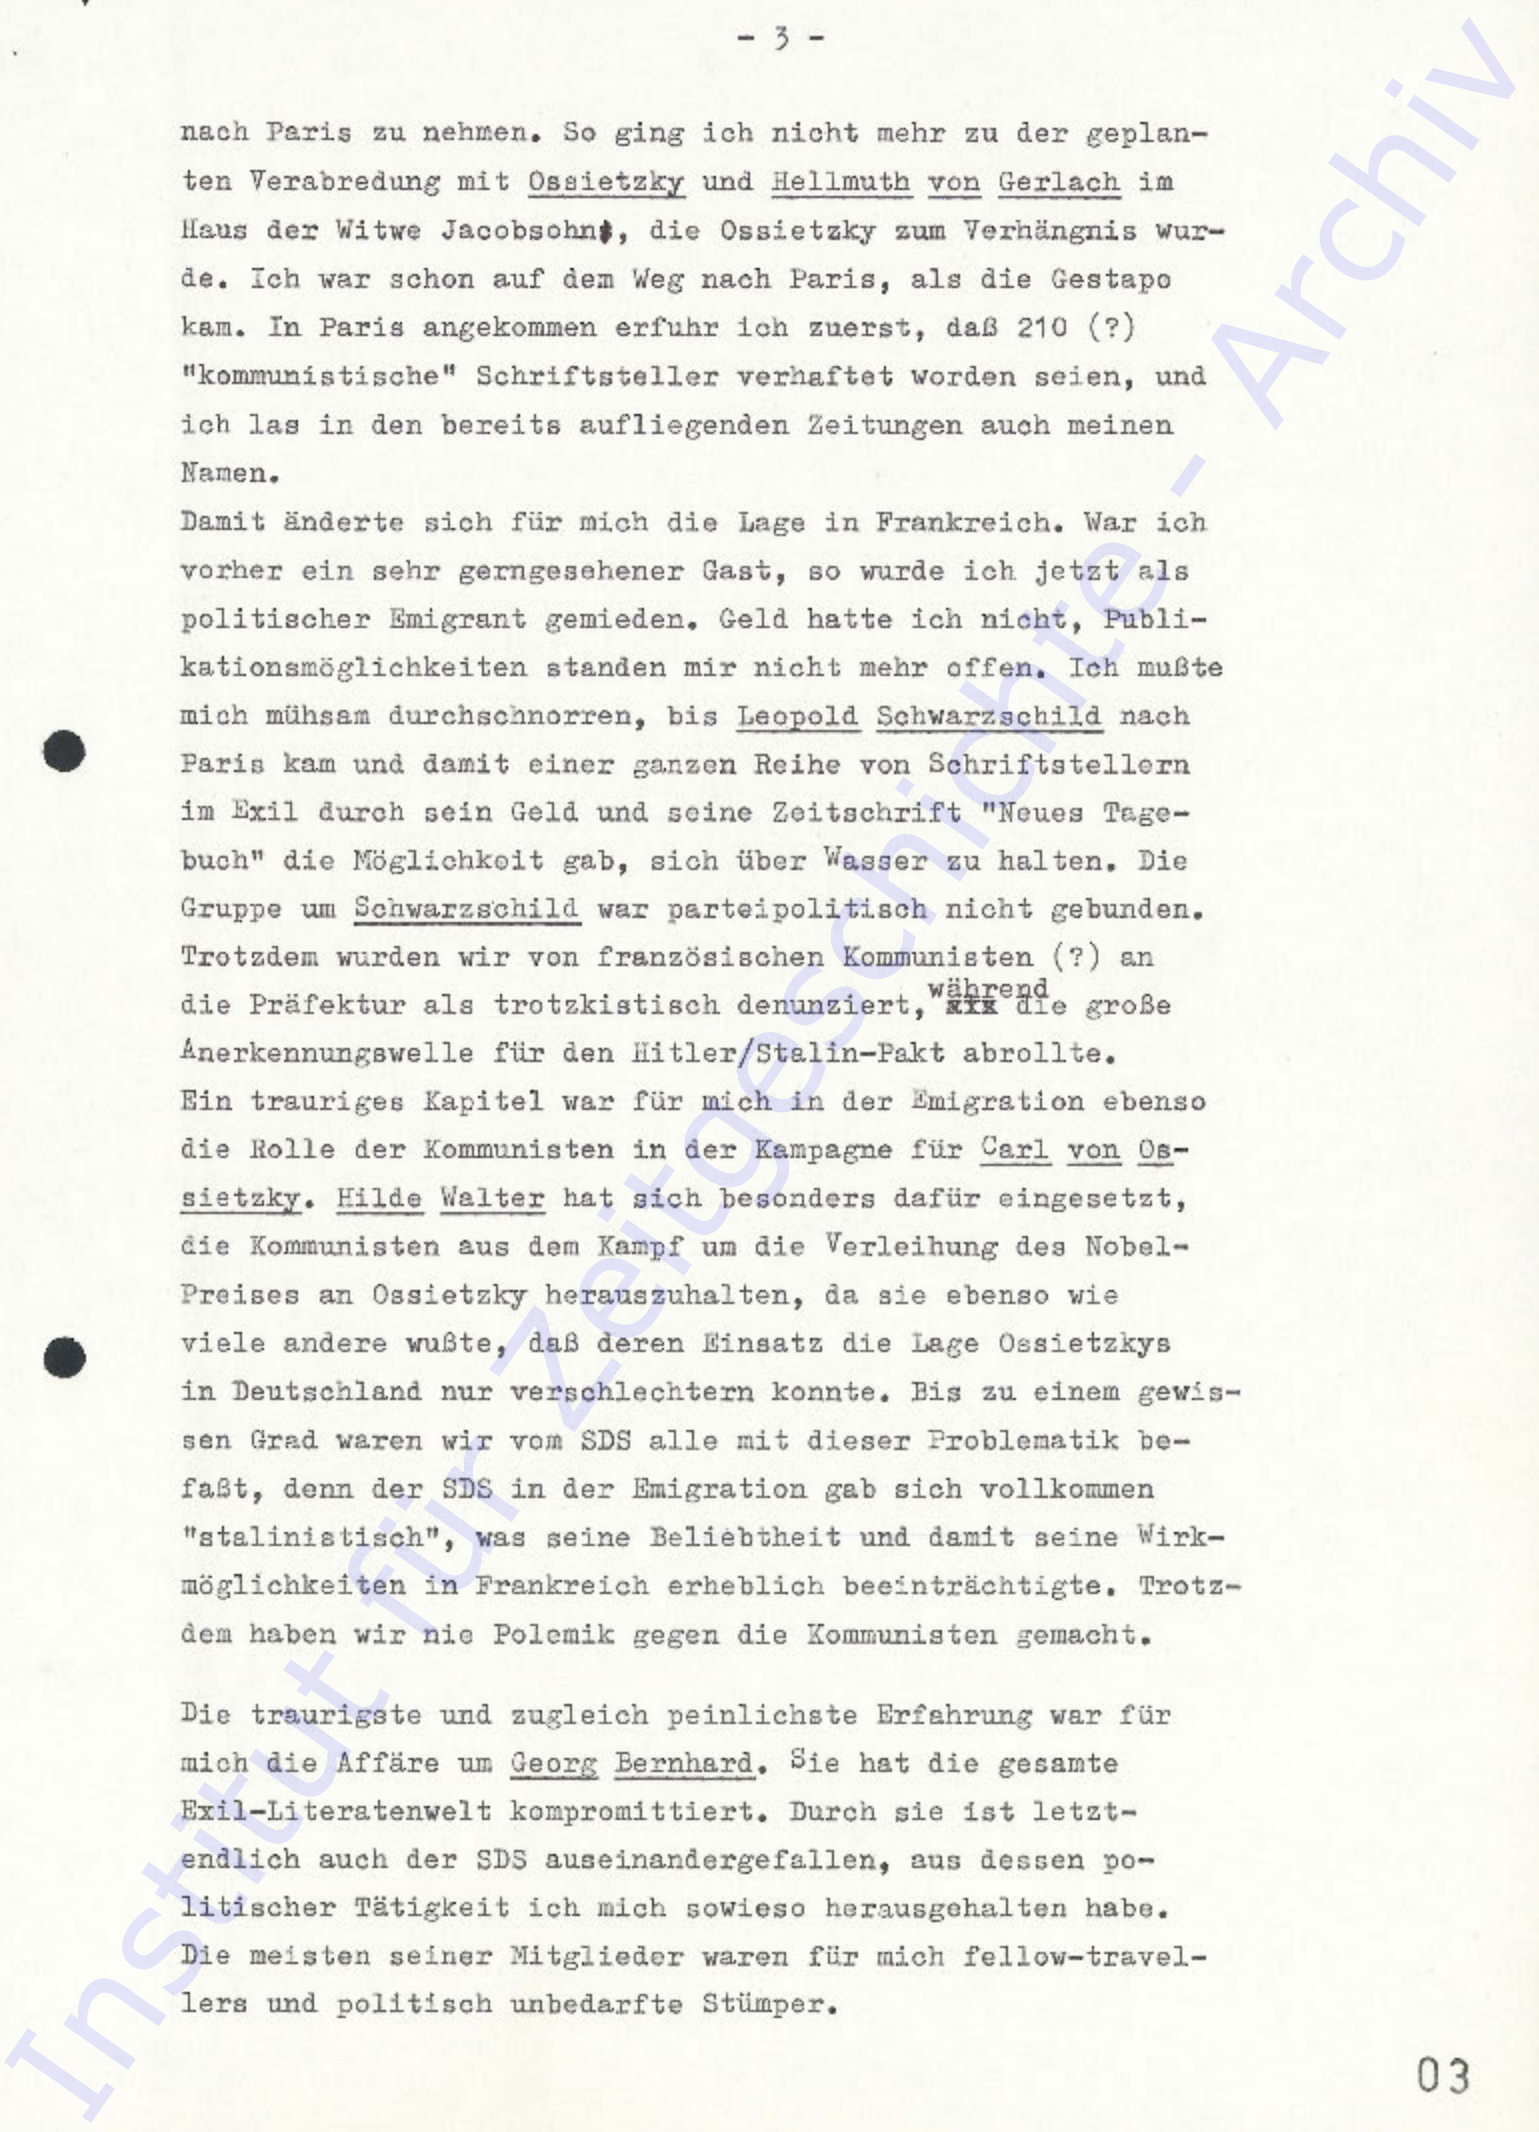 - 3 -
nach Paris zu nehmen. So ging ich nicht mehr zu der geplan-
ten Verabredung mit Ossietzky und Hellmuth von Gerlach im
Haus der Witwe Jacobsohn, die Ossietzky zum Verhängnis wur-
de. Ich war schon auf dem Weg nach Paris, als die Gestapo
kam. In Paris angekommen erfuhr ich zuerst, daß 210 (?)
"kommunistische" Schriftsteller verhaftet worden seien, und
ich las in den bereits aufliegenden Zeitungen auch meinen
Namen.
Damit änderte sich für mich die Lage in Frankreich. War ich
vorher ein sehr gerngesehener Gast, so wurde ich jetzt als
politischer Emigrant gemieden. Geld hatte ich nicht, Publi-
kationsmöglichkeiten standen mir nicht mehr offen. Ich mußte
mich mühsam durchschnorren, bis Leopold Schwarzschild nach
Paris kam und damit einer ganzen Reihe von Schriftstellern
im Exil durch sein Geld und seine Zeitschrift "Neues Tage-
buch" die Möglichkeit gab, sich über Wasser zu halten. Die
Gruppe um Schwarzschild war parteipolitisch nicht gebunden.
Trotzdem wurden wir von französischen Kommunisten (?) an
die Präfektur als trotzkistisch denunziert, während die große
Anerkennungswelle für den Hitler/Stalin-Pakt abrollte.
Ein trauriges Kapitel war für mich in der Emigration ebenso
die Rolle der Kommunisten in der Kampagne für Carl von Os-
sietzky. Hilde Walter hat sich besonders dafür eingesetzt,
die Kommunisten aus dem Kampf um die Verleihung des Nobel-
Preises an Ossietzky herauszuhalten, da sie ebenso wie
viele andere wußte, daß deren Einsatz die Lage Ossietzkys
in Deutschland nur verschlechtern konnte. Bis zu einem gewis-
sen Grad waren wir vom SDS alle mit dieser Problematik be-
faßt, denn der SDS in der Emigration gab sich vollkommen
"stalinistisch", was seine Beliebtheit und damit seine Wirk-
möglichkeiten in Frankreich erheblich beeinträchtigte. Trotz-
dem haben wir nie Polemik gegen die Kommunisten gemacht.
Die traurigste und zugleich peinlichste Erfahrung war für
mich die Affäre um Georg Bernhard. Sie hat die gesamte
Exil-Literatenwelt kompromittiert. Durch sie ist letzt-
endlich auch der SDS auseinandergefallen, aus dessen po-
litischer Tätigkeit ich mich sowieso herausgehalten habe.
Die meisten seiner Mitglieder waren für mich fellow-travel-
lers und politisch unbedarfte Stümper.
03
Institut für Zeitgeschichte - Archiv